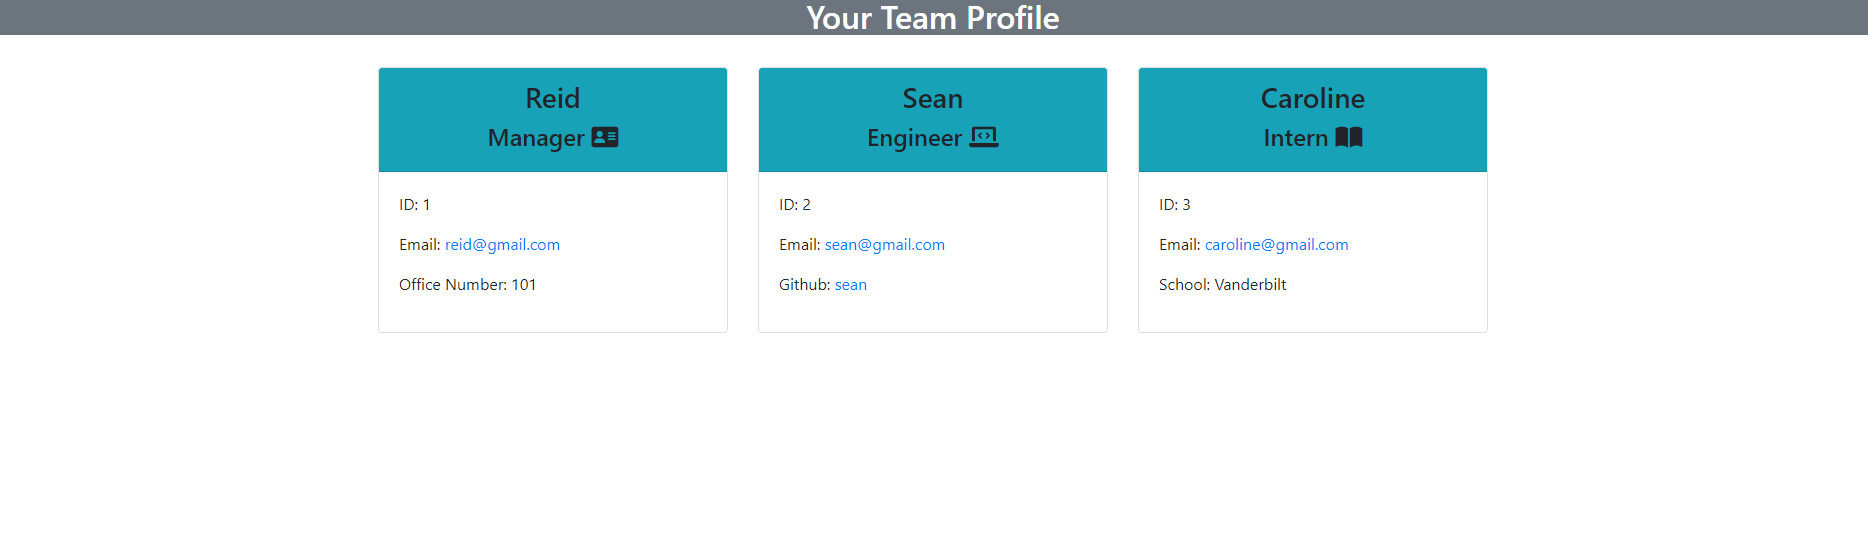 Your Team Profile
Reid
Manager
ID: 1
Email: reid@gmail.com
Office Number: 101
Sean
Engineer
ID: 2
Email: sean@gmail.com
Github: sean
Caroline
Intern
ID: 3
Email: caroline@gmail.com
School: Vanderbilt